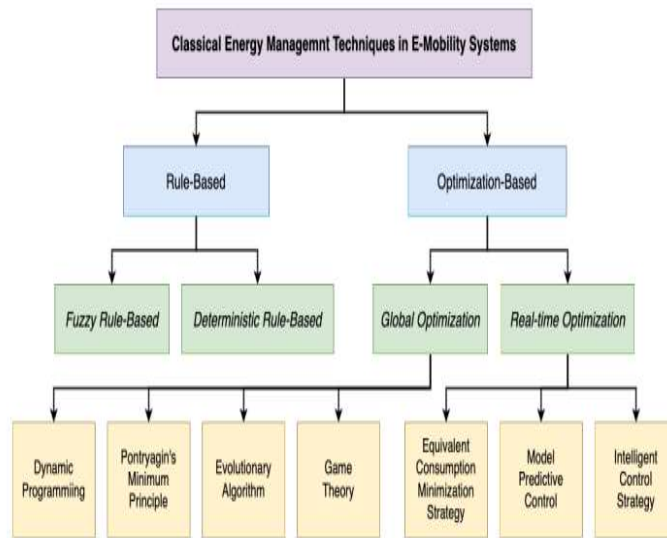 Classical Energy Managemnt Techniques in E-Mobility Systems
Rule-Based
Optimization-Based
Fuzzy Rule-Based
Deterministic Rule-Based
Global Optimization
Real-time Optimization
Dynamic
Programmiing
Pontryagin's
Minimum
Principle
Evolutionary
Algorithm
Game
Theory
Equivalent
Consumption
Minimization
Strategy
Model
Predictive
Control
Intelligent
Control
Strategy